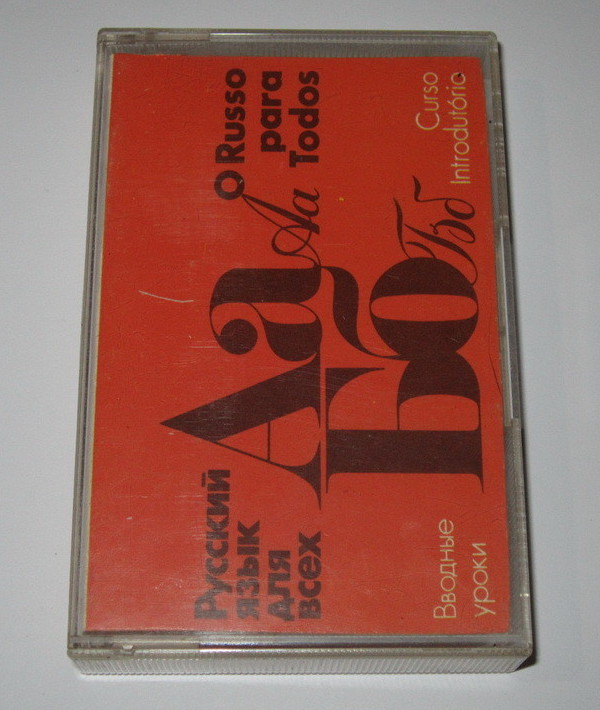 Русский
язык
для
всех
O Russo
para
Todos
Аа Аа
Бб Бб
Вводные
уроки
Curso
Introdutório